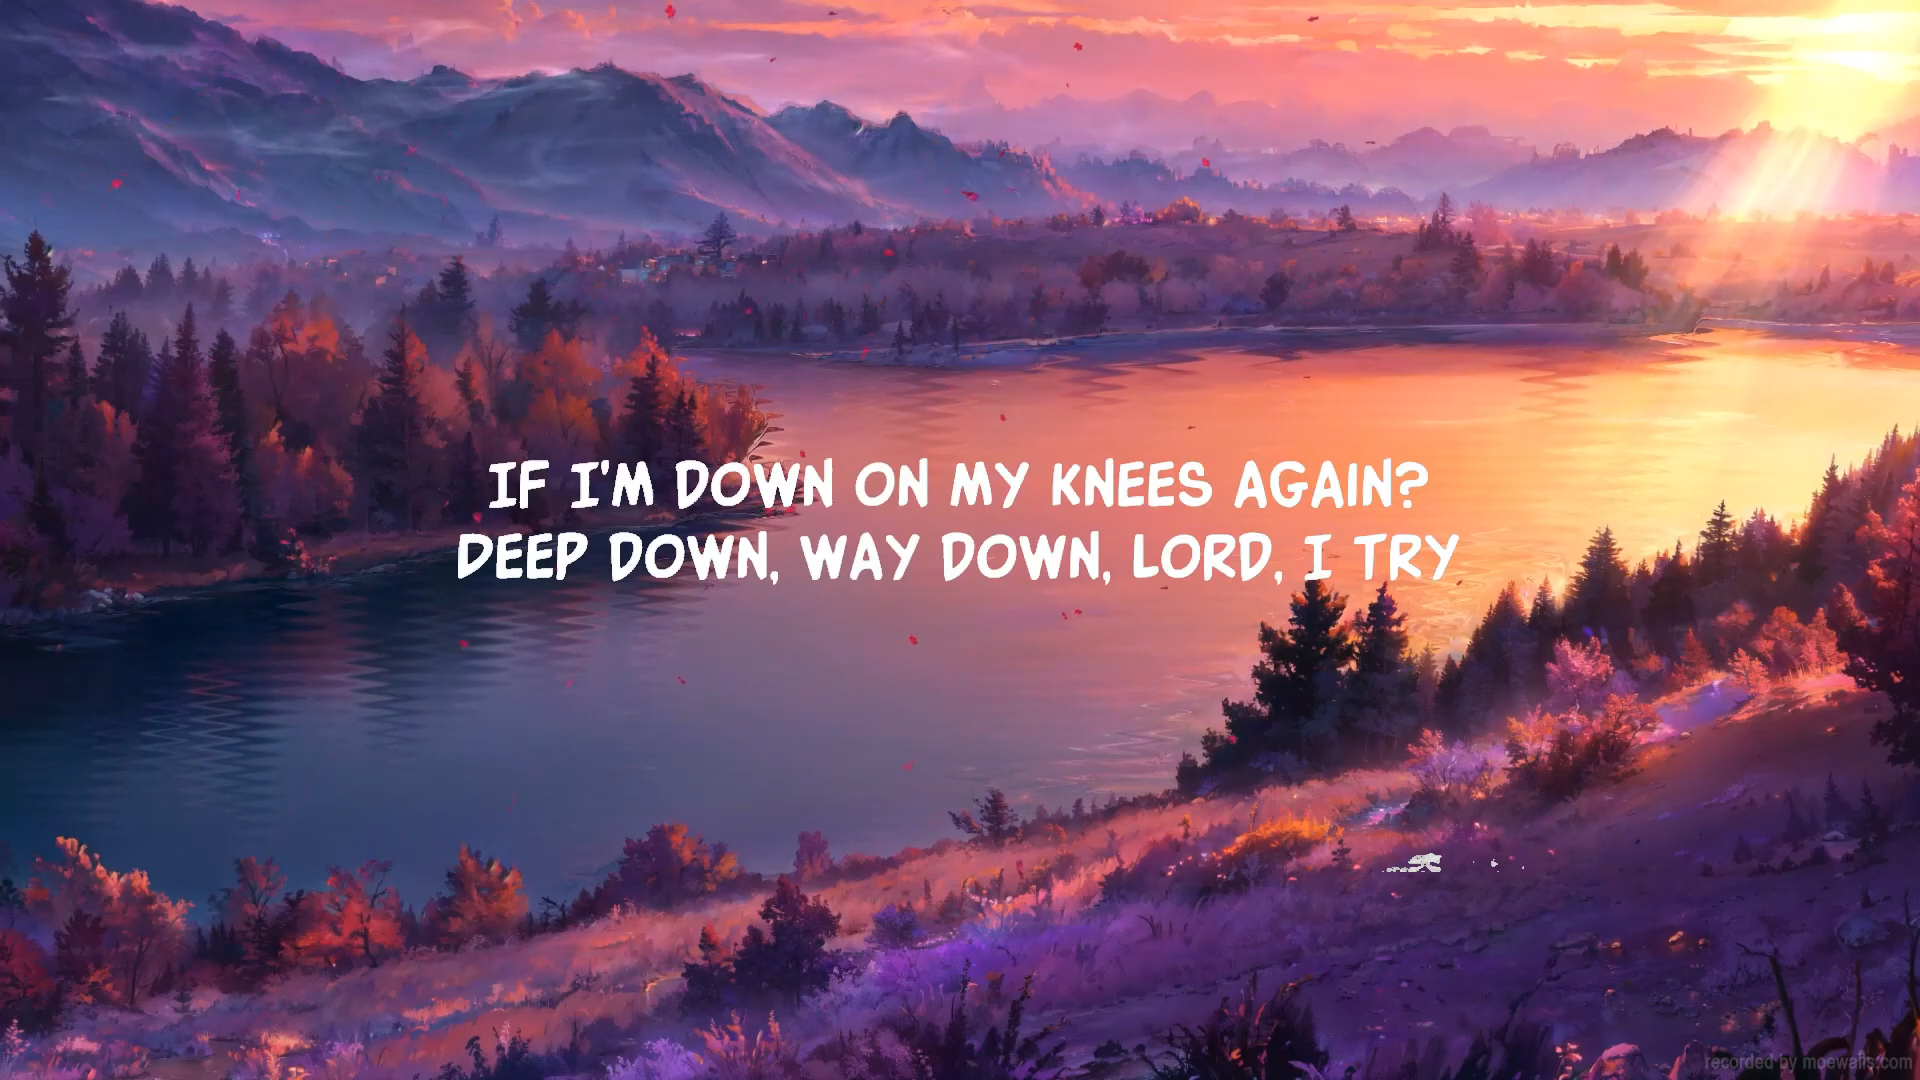 IF I'M DOWN ON MY KNEES AGAIN?
DEEP DOWN, WAY DOWN, LORD, I TRY
recorded by moewalls.com